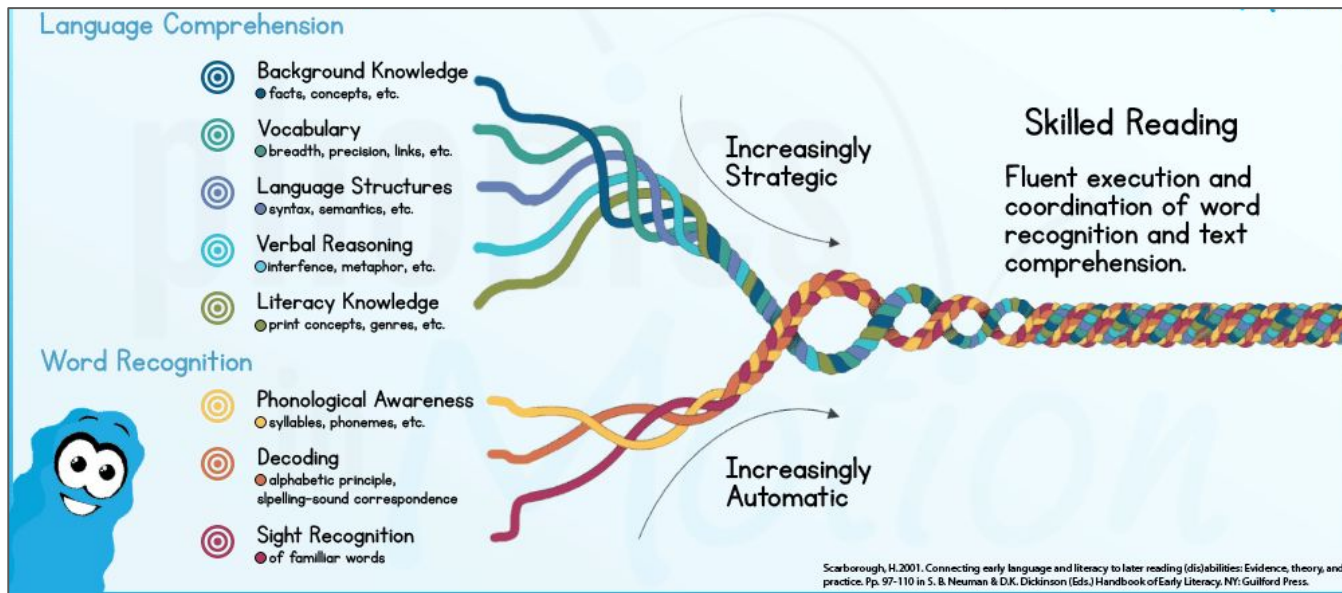 Language Comprehension
Background Knowledge
facts, concepts, etc.
Vocabulary
breadth, precision, links, etc.
Language Structures
syntax, semantics, etc.
Verbal Reasoning
interfence, metaphor, etc.
Literacy Knowledge
print concepts, genres, etc.
Word Recognition
Phonological Awareness
syllables, phonemes, etc.
Decoding
alphabetic principle,
slpelling-sound correspondence
Sight Recognition
of familliar words
Increasingly
Strategic
Increasingly
Automatic
Skilled Reading
Fluent execution and
coordination of word
recognition and text
comprehension.
phonics
in
Motion
Scarborough, H.2001. Connecting early language and literacy to later reading (dis)abilities: Evidence, theory, and
practice. Pp. 97-110 in S. B. Neuman & D.K. Dickinson (Eds.) Handbook of Early Literacy. NY: Guilford Press.